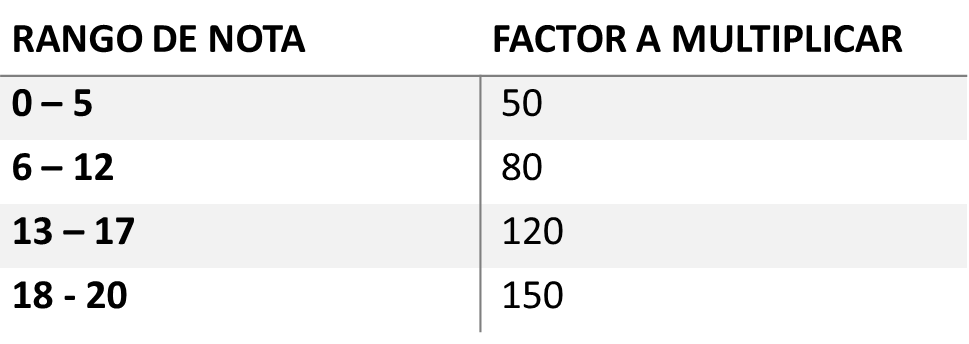 RANGO DE NOTA FACTOR A MULTIPLICAR
0 – 5 50
6 – 12 80
13 – 17 120
18 - 20 150